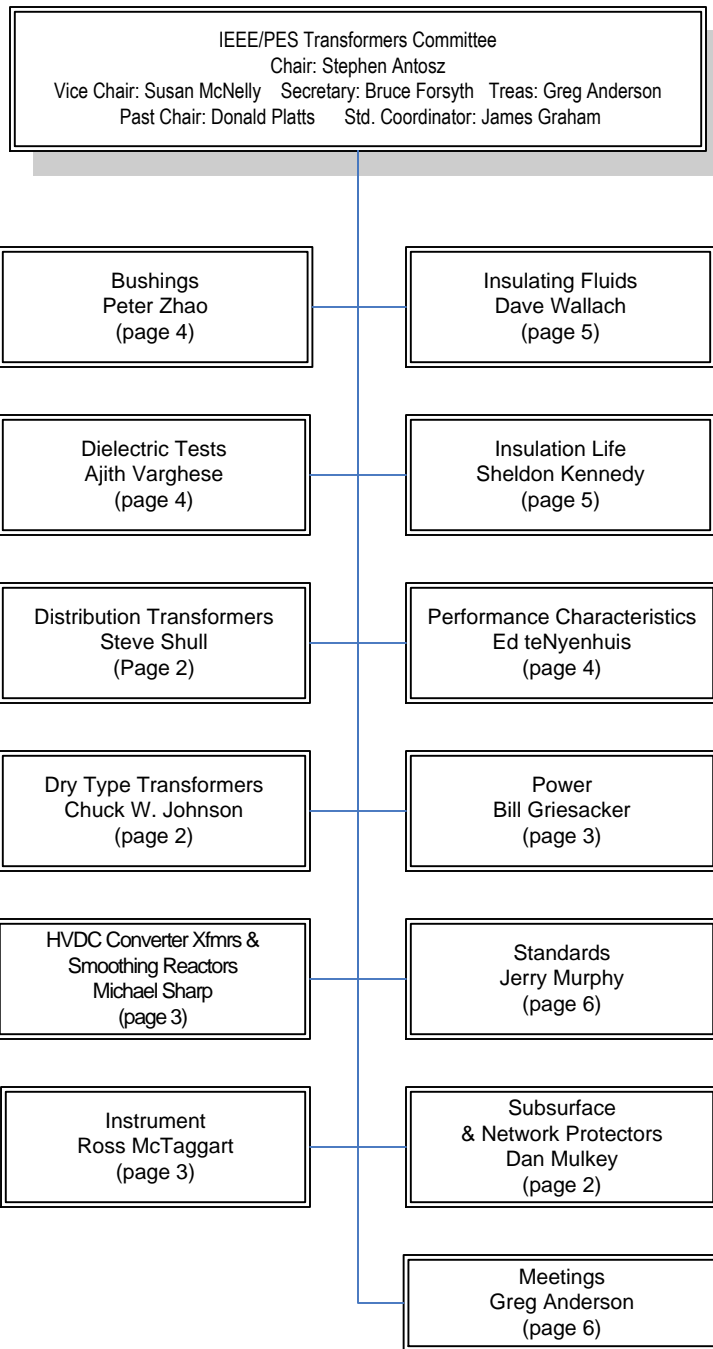 IEEE/PES Transformers Committee
Chair: Stephen Antosz
Vice Chair: Susan McNelly Secretary: Bruce Forsyth Treas: Greg Anderson
Past Chair: Donald Platts Std. Coordinator: James Graham
Bushings
Peter Zhao
(page 4)
Insulating Fluids
Dave Wallach
(page 5)
Dielectric Tests
Ajith Varghese
(page 4)
Insulation Life
Sheldon Kennedy
(page 5)
Distribution Transformers
Steve Shull
(Page 2)
Performance Characteristics
Ed teNyenhuis
(page 4)
Dry Type Transformers
Chuck W. Johnson
(page 2)
Power
Bill Griesacker
(page 3)
HVDC Converter Xfmrs &
Smoothing Reactors
Michael Sharp
(page 3)
Standards
Jerry Murphy
(page 6)
Instrument
Ross McTaggart
(page 3)
Subsurface
& Network Protectors
Dan Mulkey
(page 2)
Meetings
Greg Anderson
(page 6)